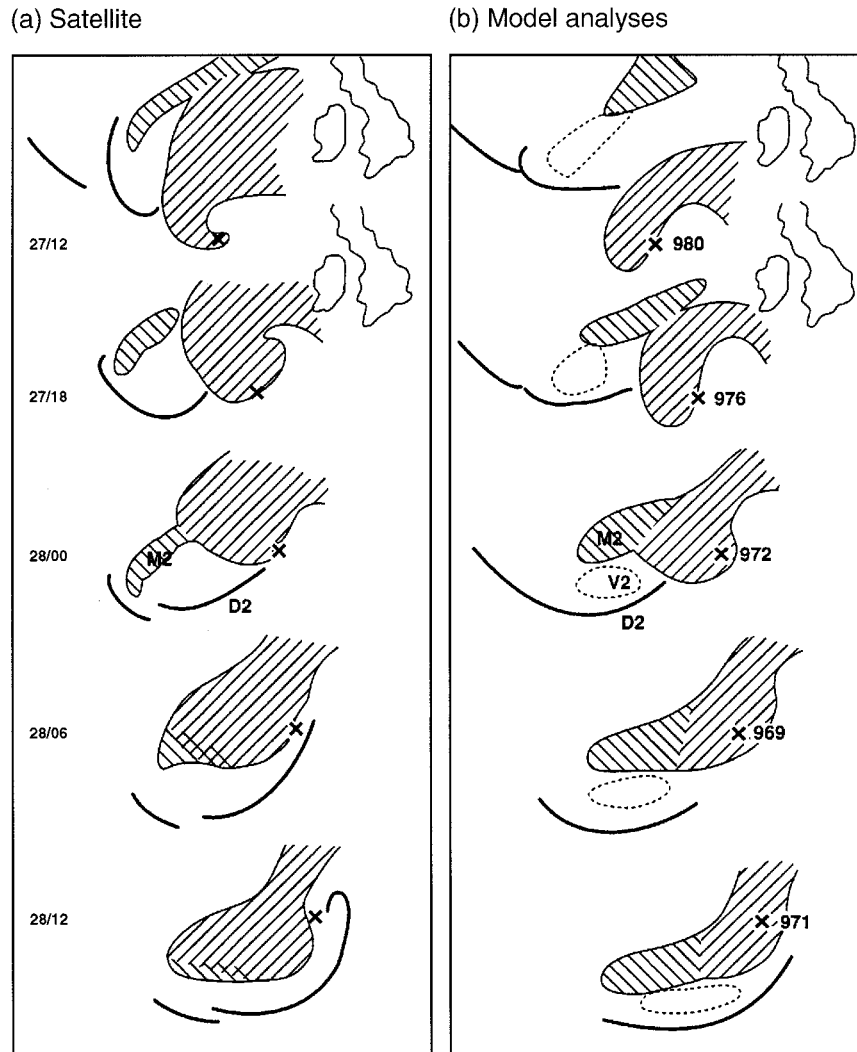 (a) Satellite
(b) Model analyses
27/12
980
27/18
976
28/00
M2
D2
M2
V2
D2
972
28/06
969
28/12
971